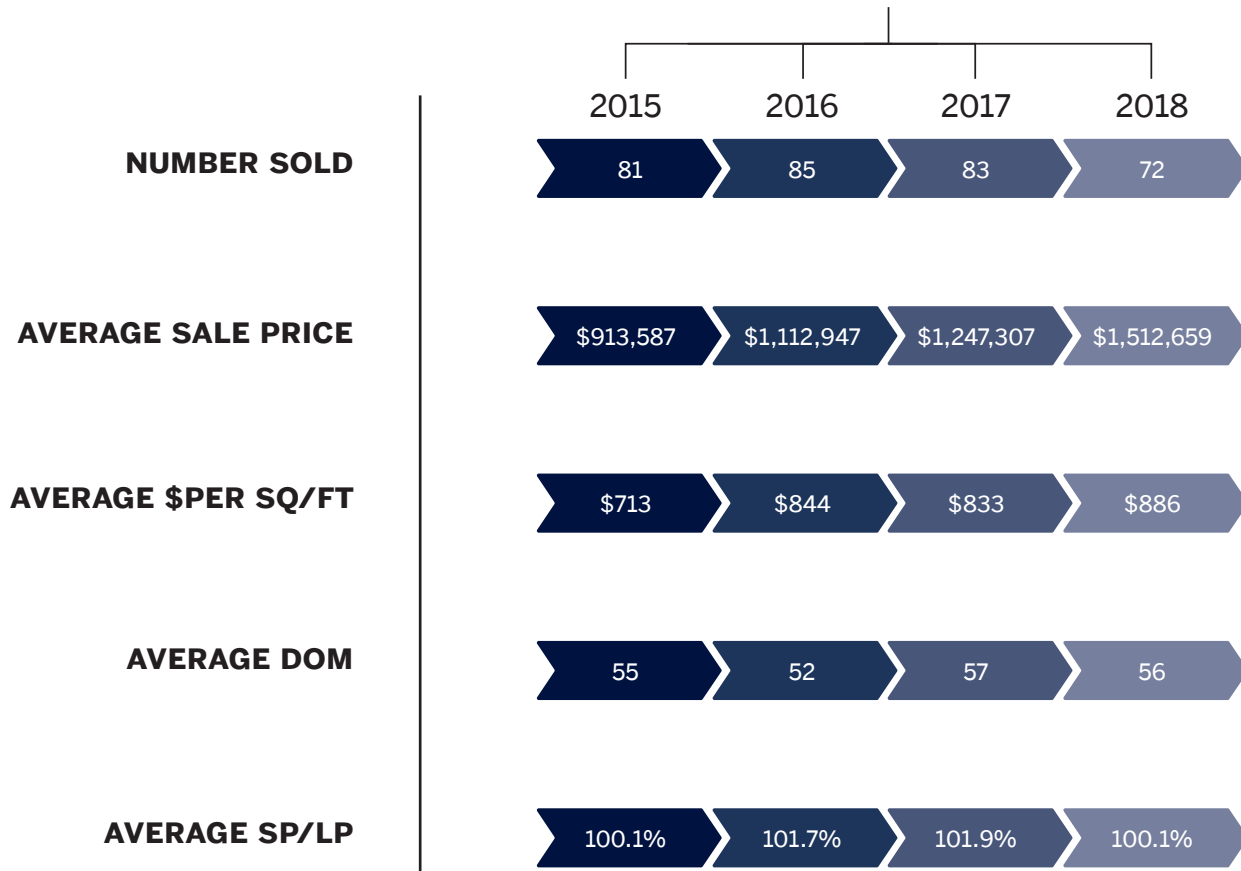 2015 2016 2017 2018
NUMBER SOLD 81 85 83 72
AVERAGE SALE PRICE $913,587 $1,112,947 $1,247,307 $1,512,659
AVERAGE $PER SQ/FT $713 $844 $833 $886
AVERAGE DOM 55 52 57 56
AVERAGE SP/LP 100.1% 101.7% 101.9% 100.1%